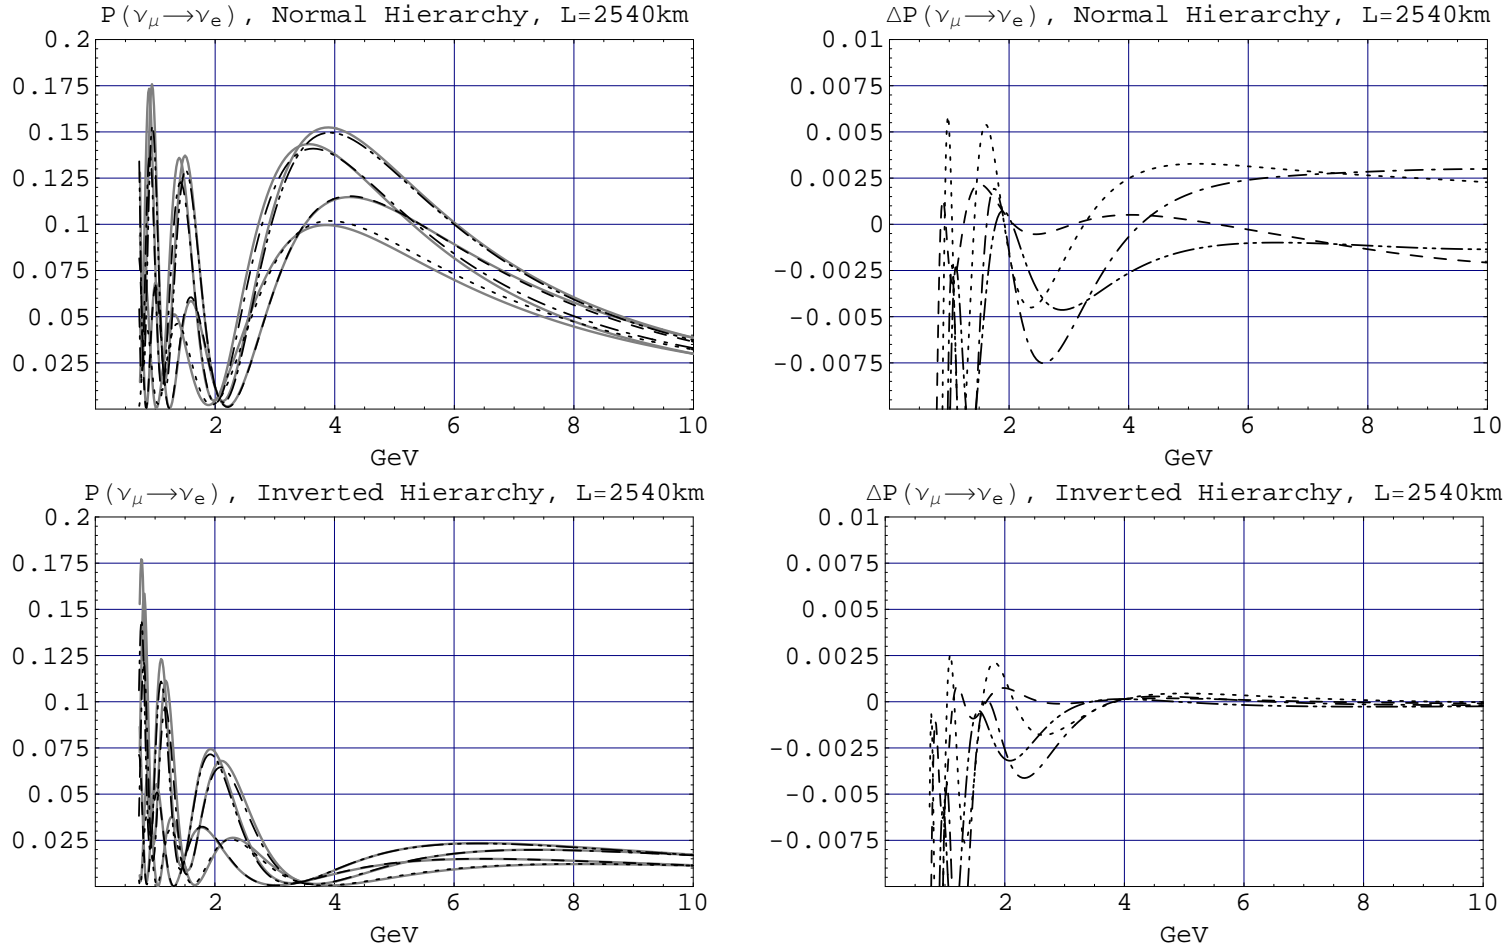 P(νμ⟶νe), Normal Hierarchy, L=2540km
0.2
0.175
0.15
0.125
0.1
0.075
0.05
0.025
2 4 6 8 10
GeV
ΔP(νμ⟶νe), Normal Hierarchy, L=2540km
0.01
0.0075
0.005
0.0025
0
-0.0025
-0.005
-0.0075
2 4 6 8 10
GeV
P(νμ⟶νe), Inverted Hierarchy, L=2540km
0.2
0.175
0.15
0.125
0.1
0.075
0.05
0.025
2 4 6 8 10
GeV
ΔP(νμ⟶νe), Inverted Hierarchy, L=2540km
0.01
0.0075
0.005
0.0025
0
-0.0025
-0.005
-0.0075
2 4 6 8 10
GeV